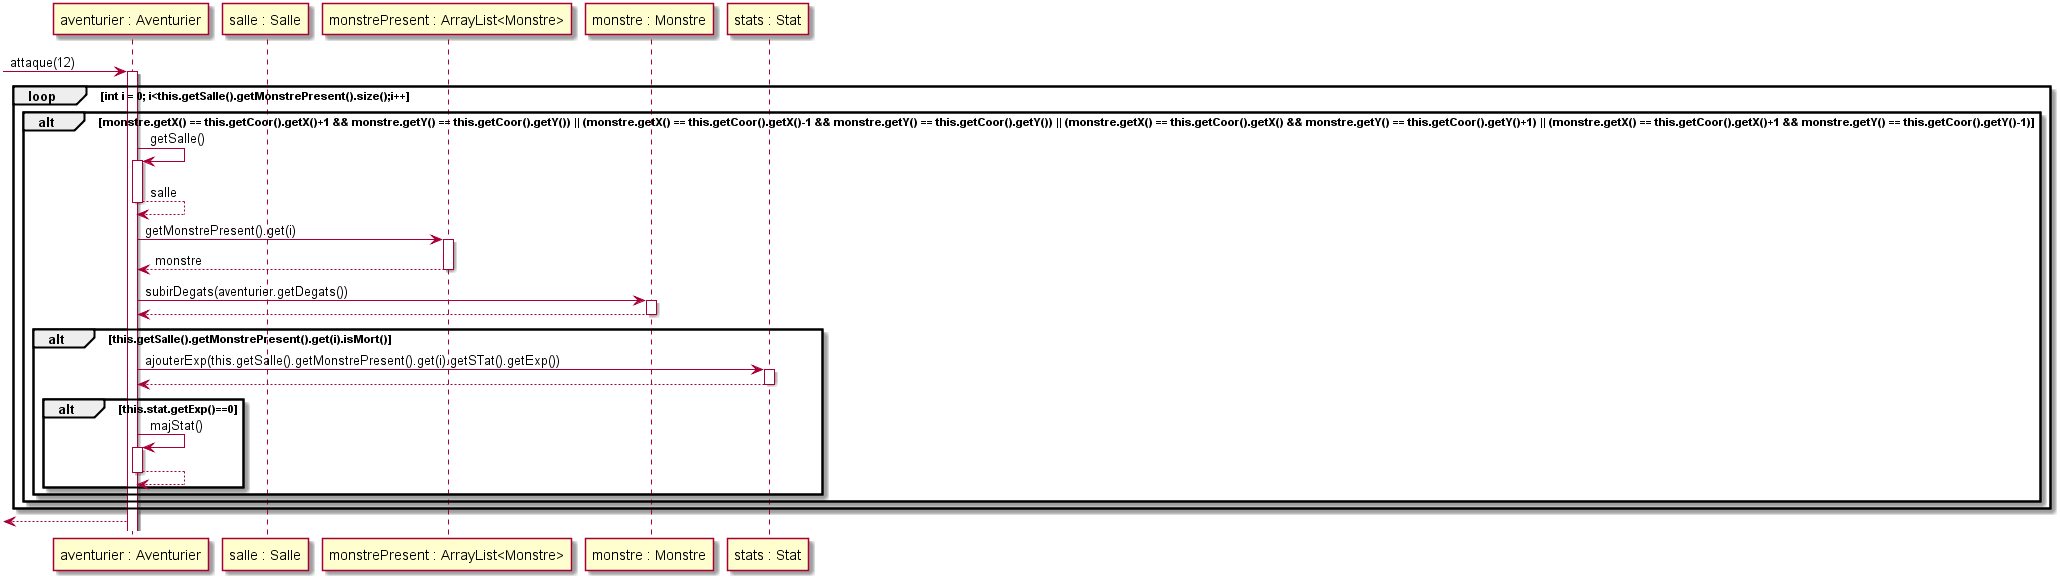 aventurier : Aventurier salle : Salle monstrePresent : ArrayList<Monstre> monstre : Monstre stats : Stat
attaque(12)
loop [int i = 0; i<this.getSalle().getMonstrePresent().size();i++]
alt [monstre.getX() == this.getCoor().getX()+1 && monstre.getY() == this.getCoor().getY()) || (monstre.getX() == this.getCoor().getX()-1 && monstre.getY() == this.getCoor().getY()) || (monstre.getX() == this.getCoor().getX() && monstre.getY() == this.getCoor().getY()+1) || (monstre.getX() == this.getCoor().getX()+1 && monstre.getY() == this.getCoor().getY()-1)]
getSalle()
salle
getMonstrePresent().get(i)
monstre
subirDegats(aventurier.getDegats())
alt [this.getSalle().getMonstrePresent().get(i).isMort()]
ajouterExp(this.getSalle().getMonstrePresent().get(i).getSTat().getExp())
alt [this.stat.getExp()==0]
majStat()
aventurier : Aventurier salle : Salle monstrePresent : ArrayList<Monstre> monstre : Monstre stats : Stat